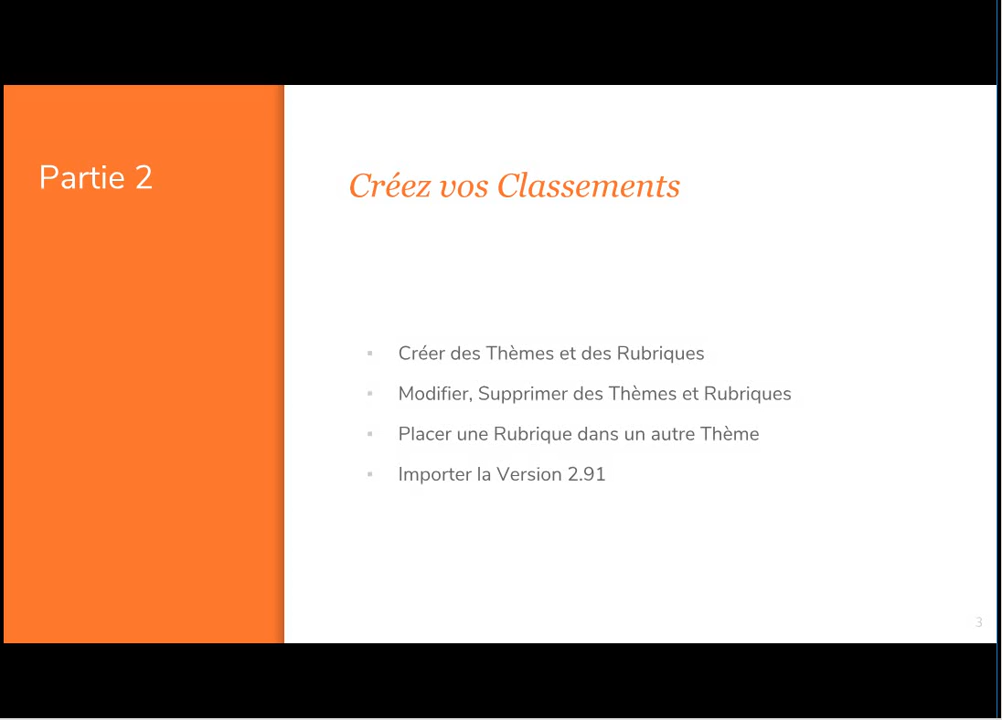 Partie 2
Créez vos Classements
▪ Créer des Thèmes et des Rubriques
▪ Modifier, Supprimer des Thèmes et Rubriques
▪ Placer une Rubrique dans un autre Thème
▪ Importer la Version 2.91
3